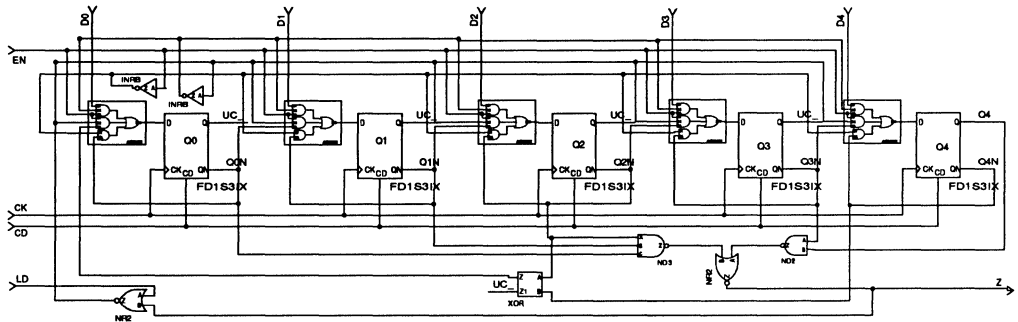 D0 D1 D2 D3 D4
EN
INRB
INRB
UC_ UC_ UC_ UC_ Q4
D Q D Q D Q D Q D Q
Q0 Q1 Q2 Q3 Q4
Q0N Q1N Q2N Q3N Q4N
CK CD QN CK CD QN CK CD QN CK CD QN CK CD QN
FD1S3IX FD1S3IX FD1S3IX FD1S3IX FD1S3IX
CK
CD
A B Z
ND3
Z A B
ND2
NR2
Z
LD
UC_
Z A
Z1 B
XOR
Z A B
NR2
Z